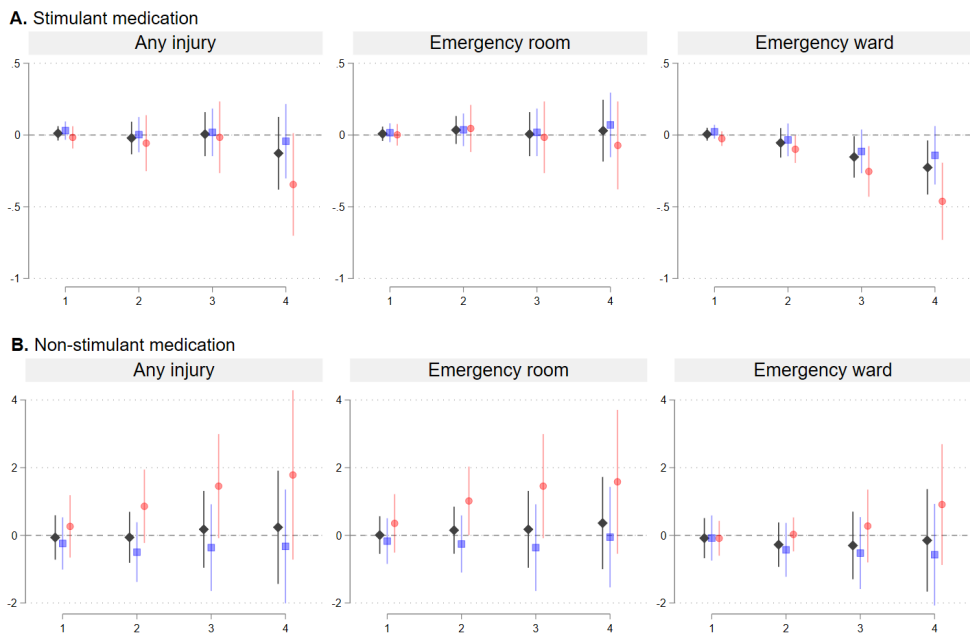 A. Stimulant medication
Any injury Emergency room Emergency ward
.5 .5 .5
0 0 0
-.5 -.5 -.5
-1 -1 -1
1 2 3 4 1 2 3 4 1 2 3 4
B. Non-stimulant medication
Any injury Emergency room Emergency ward
4 4 4
2 2 2
0 0 0
-2 -2 -2
1 2 3 4 1 2 3 4 1 2 3 4